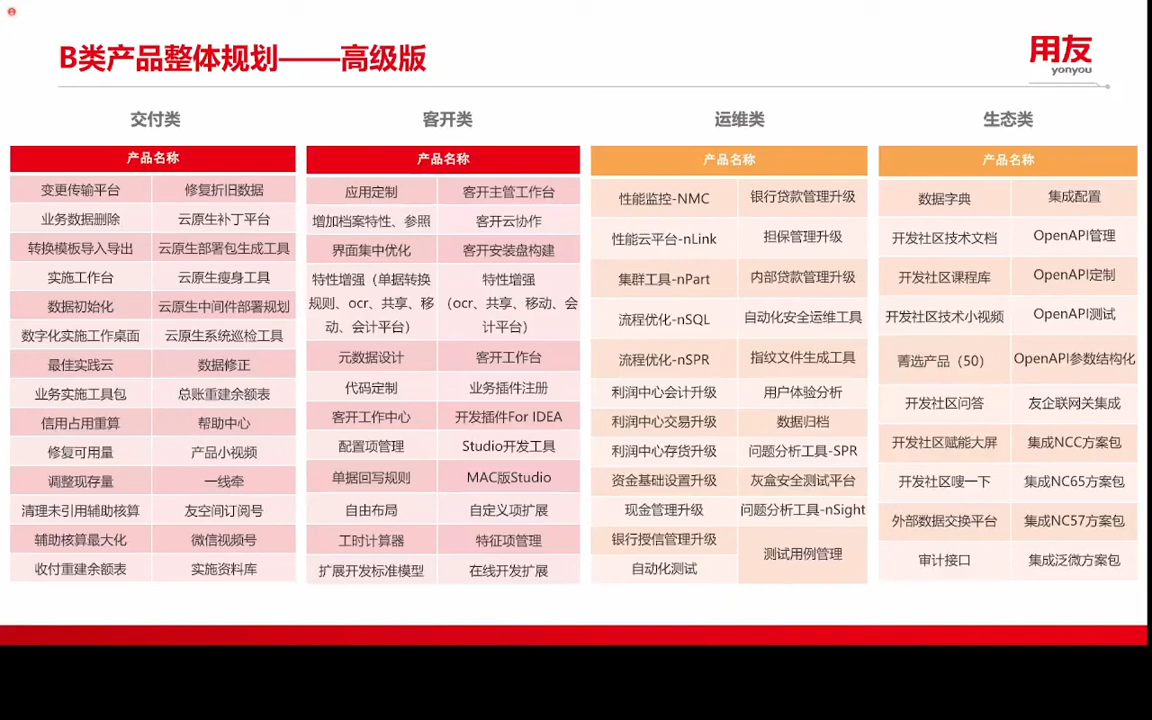 B类产品整体规划——高级版
用友
yonyou
交付类
产品名称
变更传输平台 修复折旧数据
业务数据删除 云原生补丁平台
转换模板导入导出 云原生部署包生成工具
实施工作台 云原生瘦身工具
数据初始化 云原生中间件部署规划
数字化实施工作桌面 云原生系统巡检工具
最佳实践云 数据修正
业务实施工具包 总账重建余额表
信用占用重算 帮助中心
修复可用量 产品小视频
调整现存量 一线牵
清理未引用辅助核算 友空间订阅号
辅助核算最大化 微信视频号
收付重建余额表 实施资料库
客开类
产品名称
应用定制 客开主管工作台
增加档案特性、参照 客开云协作
界面集中优化 客开安装盘构建
特性增强（单据转换
规则、ocr、共享、移
动、会计平台）
特性增强
（ocr、共享、移动、会
计平台）
元数据设计 客开工作台
代码定制 业务插件注册
客开工作中心 开发插件For IDEA
配置项管理 Studio开发工具
单据回写规则 MAC版Studio
自由布局 自定义项扩展
工时计算器 特征项管理
扩展开发标准模型 在线开发扩展
运维类
产品名称
性能监控-NMC 银行贷款管理升级
性能云平台-nLink 担保管理升级
集群工具-nPart 内部贷款管理升级
流程优化-nSQL 自动化安全运维工具
流程优化-nSPR 指纹文件生成工具
利润中心会计升级 用户体验分析
利润中心交易升级 数据归档
利润中心存货升级 问题分析工具-SPR
资金基础设置升级 灰盒安全测试平台
现金管理升级 问题分析工具-nSight
银行授信管理升级 测试用例管理
自动化测试
生态类
产品名称
数据字典 集成配置
开发社区技术文档 OpenAPI管理
开发社区课程库 OpenAPI定制
开发社区技术小视频 OpenAPI测试
菁选产品（50） OpenAPI参数结构化
开发社区问答 友企联网关集成
开发社区赋能大屏 集成NCC方案包
开发社区嗖一下 集成NC65方案包
外部数据交换平台 集成NC57方案包
审计接口 集成泛微方案包